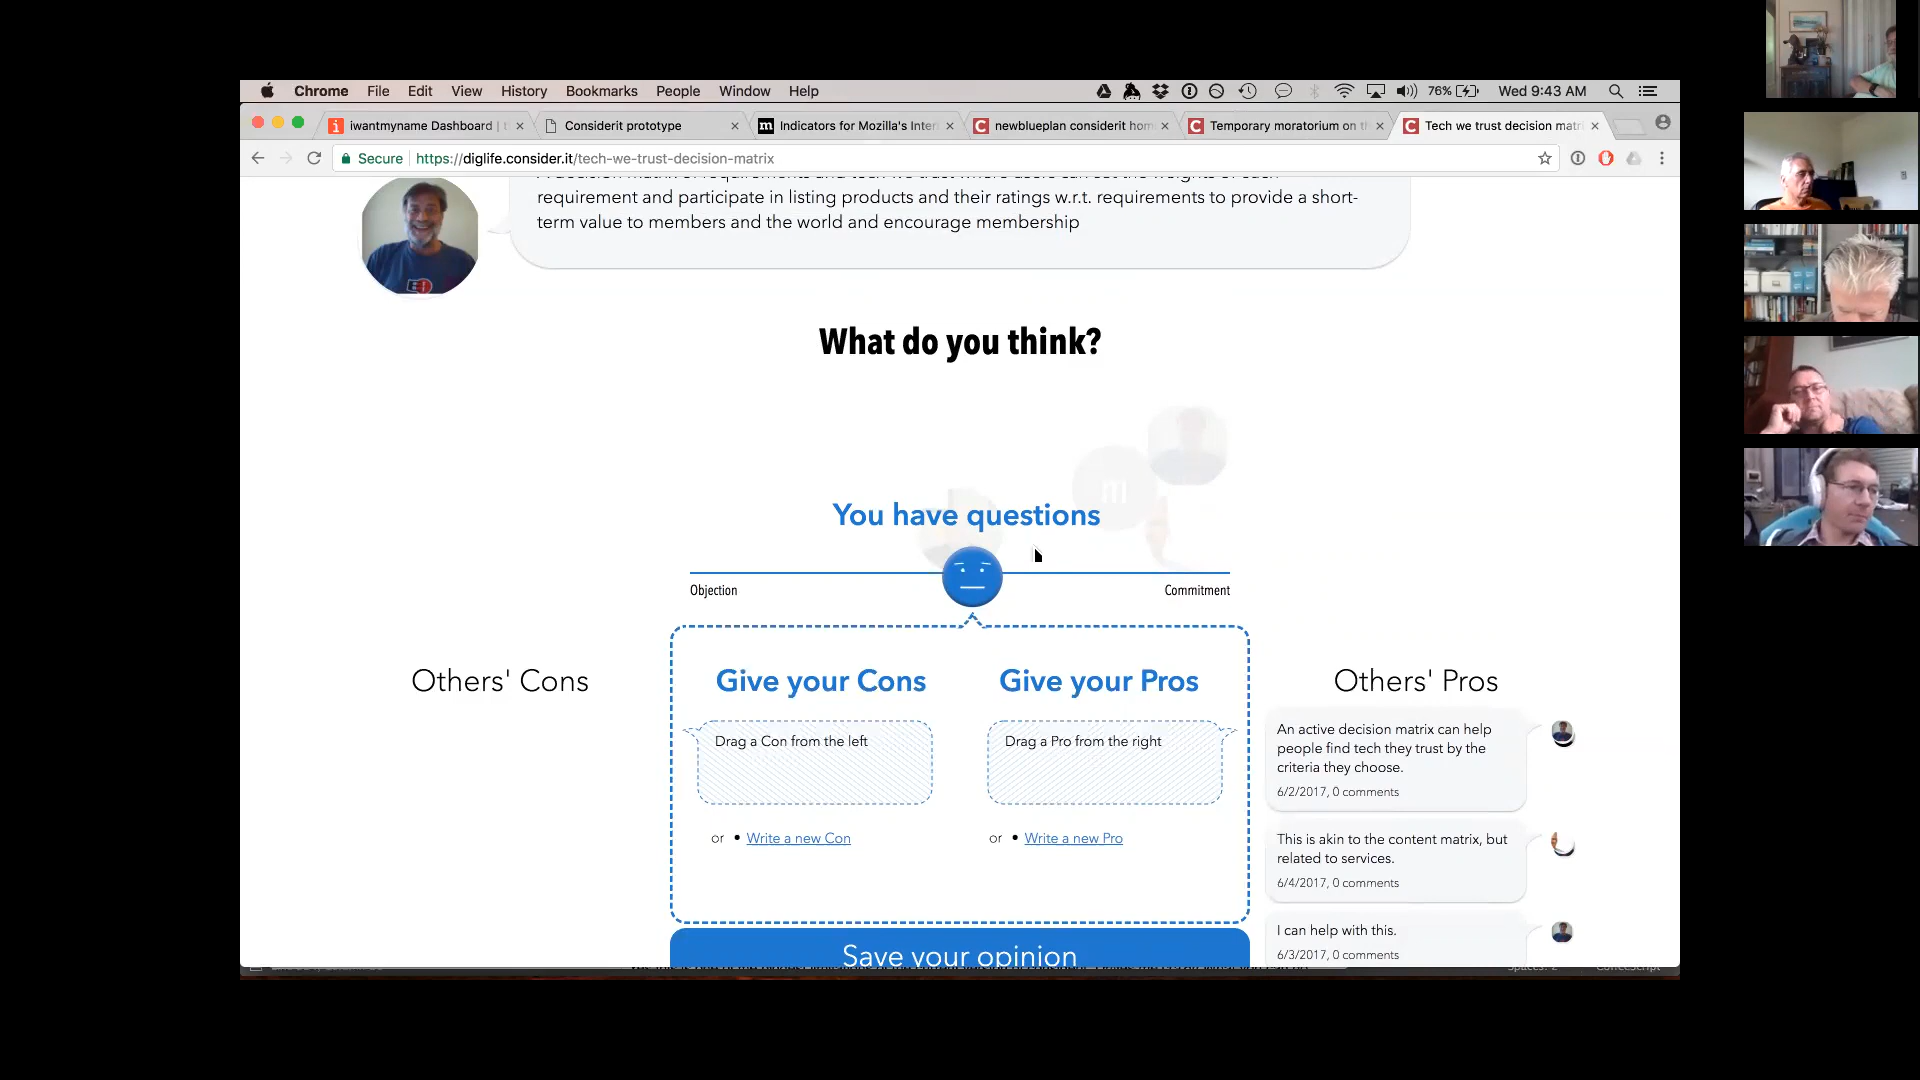 Chrome File Edit View History Bookmarks People Window Help 76% Wed 9:43 AM
iwantmyname Dashboard | t
Considerit prototype
Indicators for Mozilla's Inter
newblueplan considerit hom
Temporary moratorium on th
Tech we trust decision matri
Secure https://diglife.consider.it/tech-we-trust-decision-matrix
requirement and participate in listing products and their ratings w.r.t. requirements to provide a short-
term value to members and the world and encourage membership
What do you think?
m
You have questions
Objection
Commitment
Others' Cons
Give your Cons
Give your Pros
Others' Pros
Drag a Con from the left
Drag a Pro from the right
or • Write a new Con
or • Write a new Pro
An active decision matrix can help
people find tech they trust by the
criteria they choose.
6/2/2017, 0 comments
This is akin to the content matrix, but
related to services.
6/4/2017, 0 comments
I can help with this.
6/3/2017, 0 comments
Save your opinion